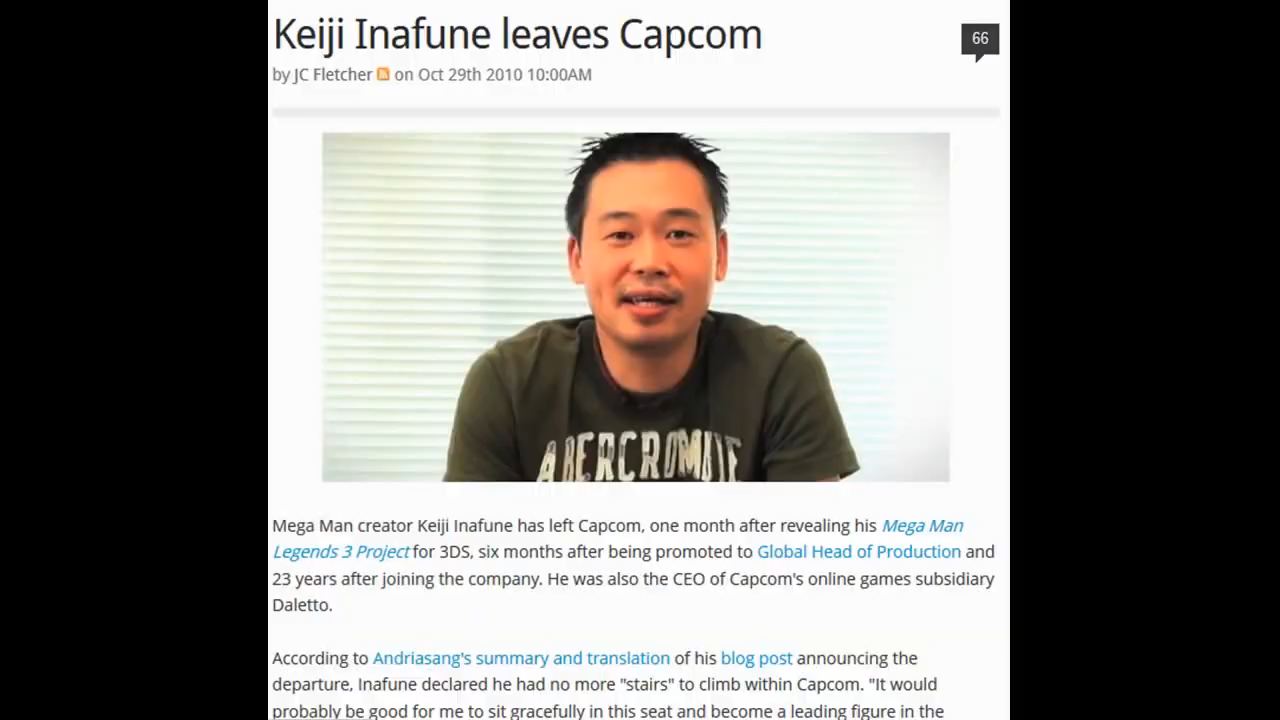 Keiji Inafune leaves Capcom
66
by JC Fletcher on Oct 29th 2010 10:00AM
ABERCROMBIE
Mega Man creator Keiji Inafune has left Capcom, one month after revealing his Mega Man
Legends 3 Project for 3DS, six months after being promoted to Global Head of Production and
23 years after joining the company. He was also the CEO of Capcom's online games subsidiary
Daletto.
According to Andriasang's summary and translation of his blog post announcing the
departure, Inafune declared he had no more "stairs" to climb within Capcom. "It would
probably be good for me to sit gracefully in this seat and become a leading figure in the